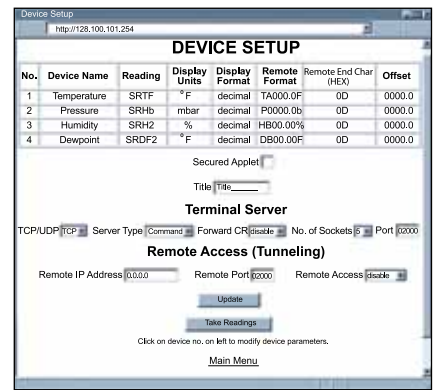 Device Setup
http://128.100.101.254
DEVICE SETUP
No. Device Name Reading Display Units Display Format Remote Format Remote End Char (HEX) Offset
1 Temperature SRTF °F decimal TA000.0F 0D 0000.0
2 Pressure SRHb mbar decimal P0000.0b 0D 0000.0
3 Humidity SRH2 % decimal HB00.00% 0D 0000.0
4 Dewpoint SRDF2 °F decimal DB00.00F 0D 0000.0
Secured Applet
Title Title_____
Terminal Server
TCP/UDP TCP Server Type Command Forward CR disable No. of Sockets 5 Port 02000
Remote Access (Tunneling)
Remote IP Address 0.0.0.0 Remote Port 02000 Remote Access disable
Update
Take Readings
Click on device no. on left to modify device parameters.
Main Menu